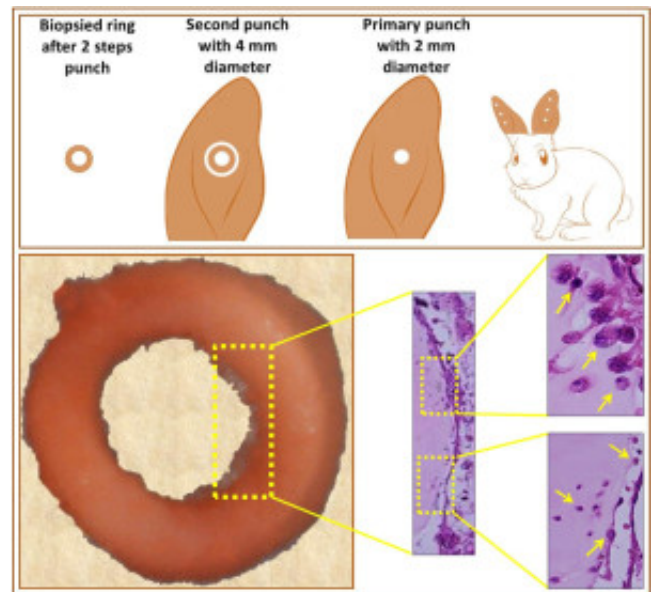 Biopsied ring
after 2 steps
punch
Second punch
with 4 mm
diameter
Primary punch
with 2 mm
diameter